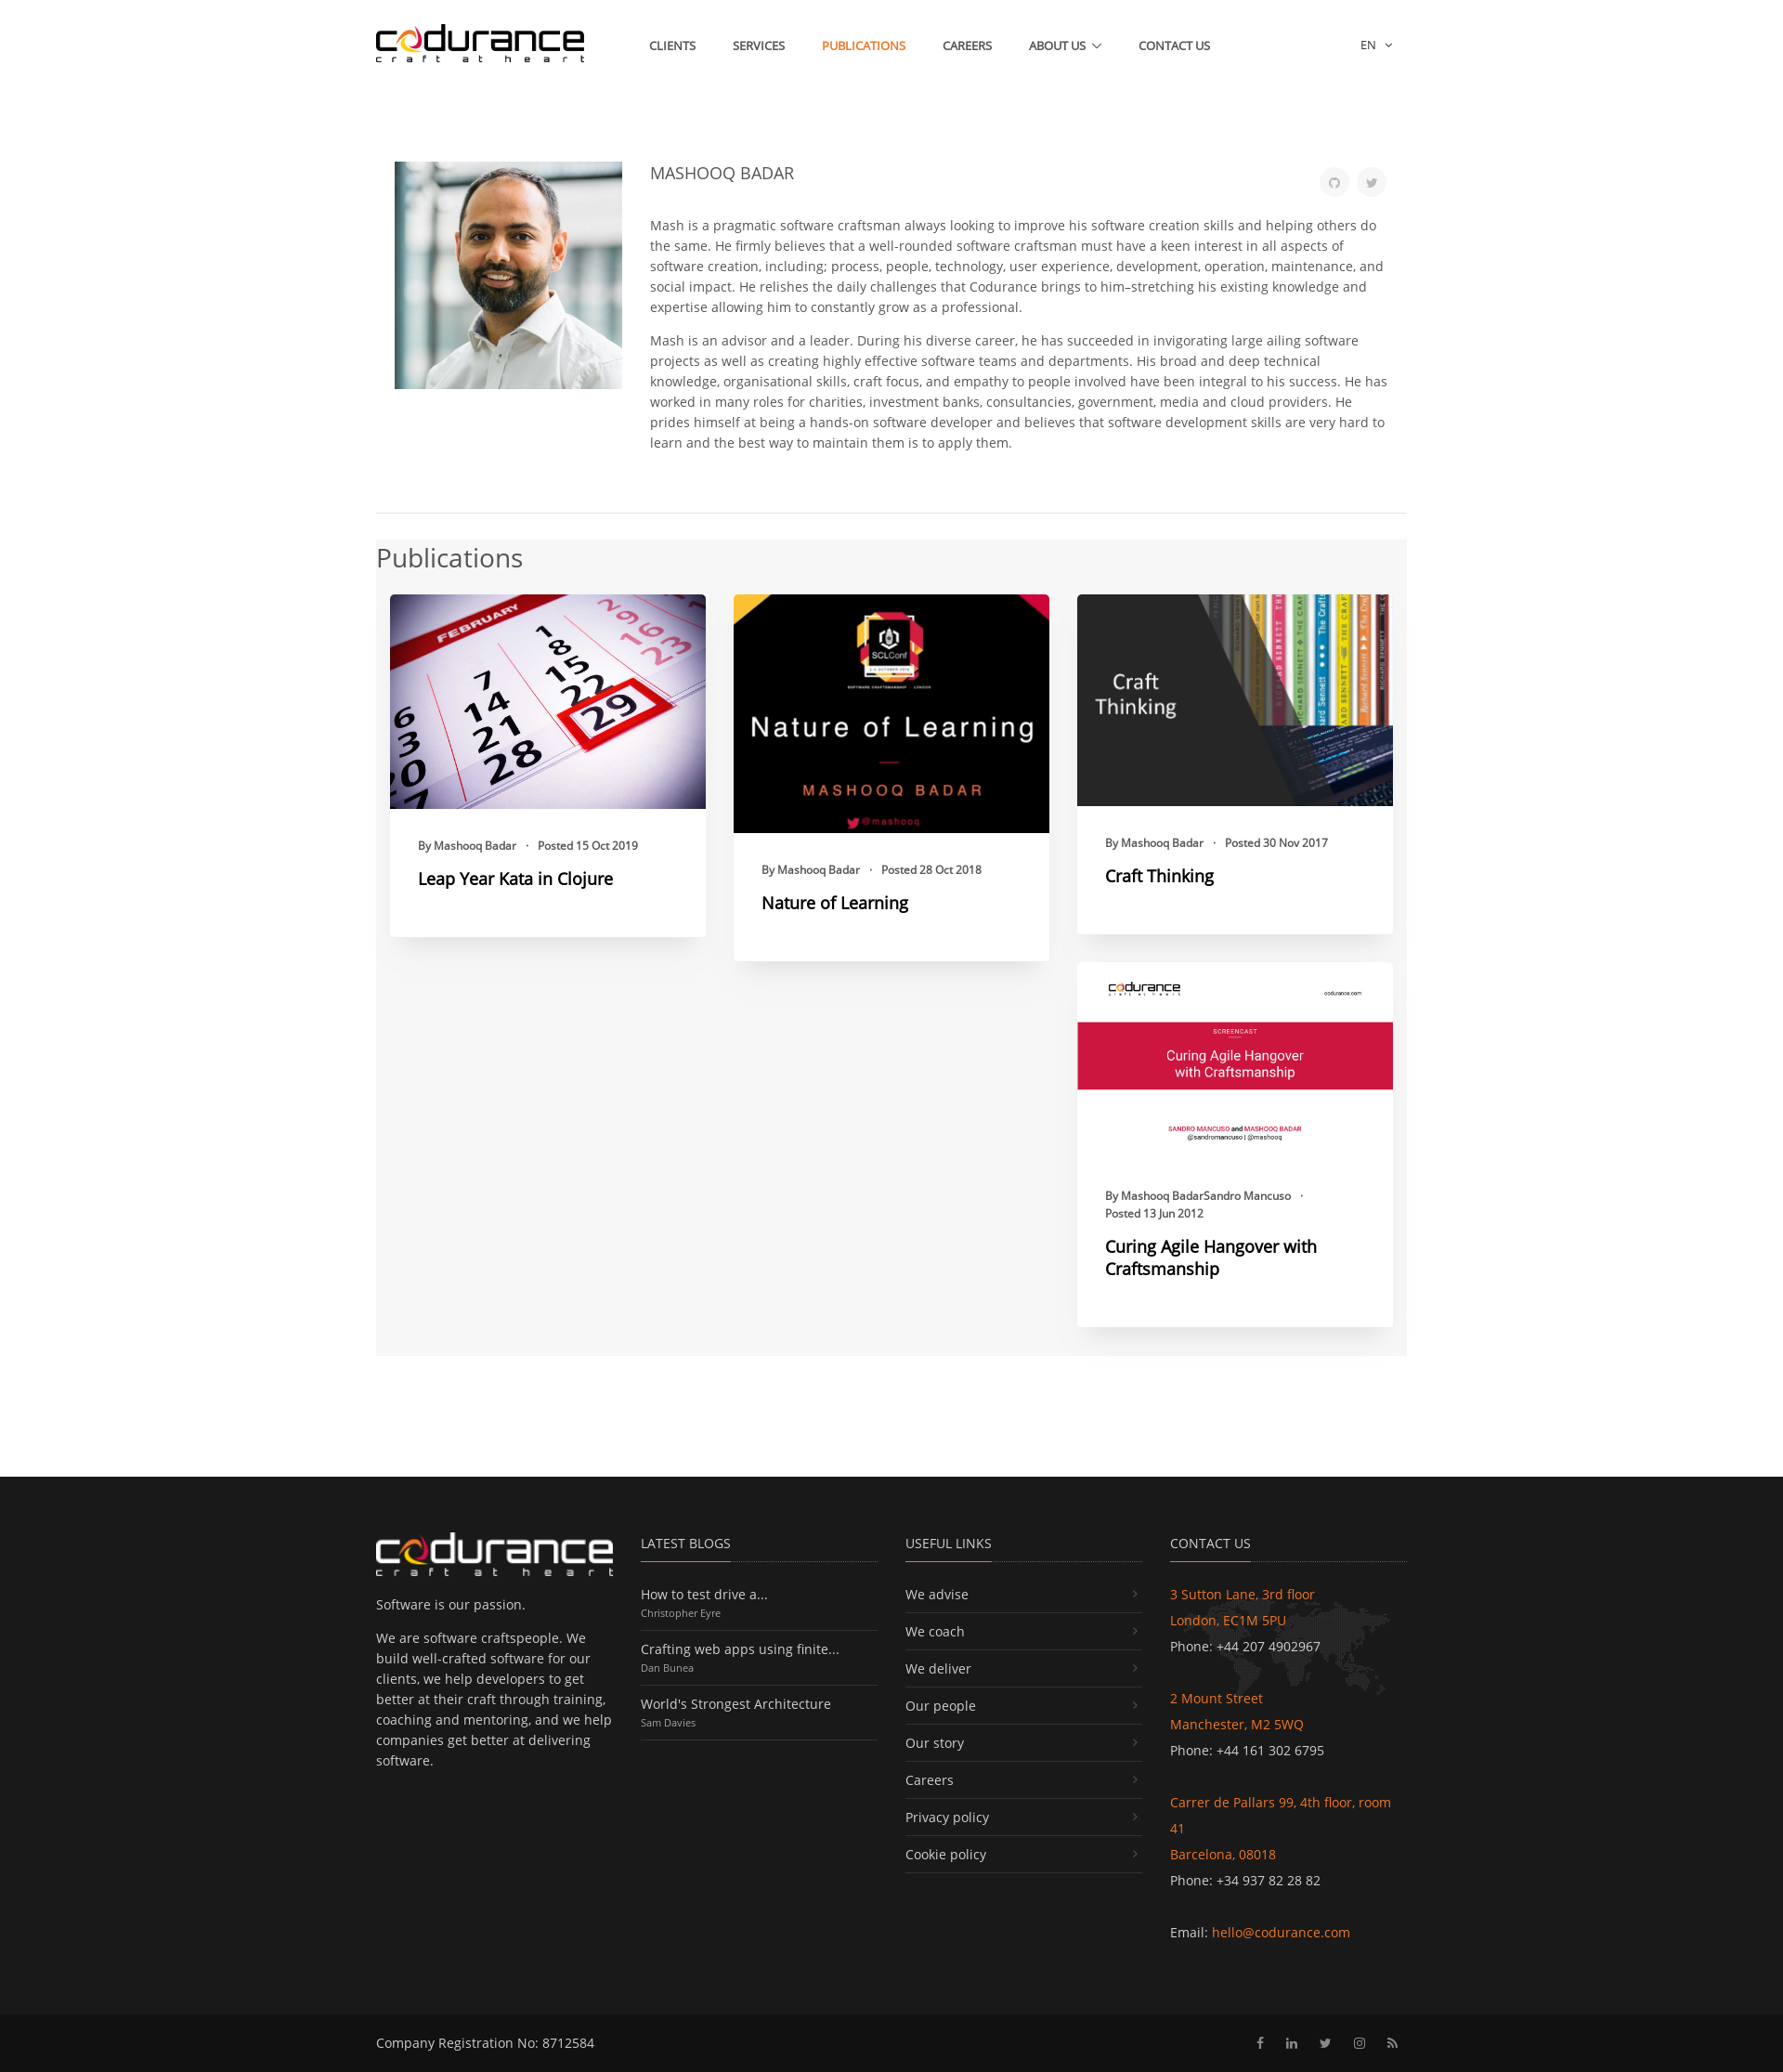 codurance
craft at heart
CLIENTS
SERVICES
PUBLICATIONS
CAREERS
ABOUT US
CONTACT US
EN
MASHOOQ BADAR
Mash is a pragmatic software craftsman always looking to improve his software creation skills and helping others do
the same. He firmly believes that a well-rounded software craftsman must have a keen interest in all aspects of
software creation, including; process, people, technology, user experience, development, operation, maintenance, and
social impact. He relishes the daily challenges that Codurance brings to him–stretching his existing knowledge and
expertise allowing him to constantly grow as a professional.
Mash is an advisor and a leader. During his diverse career, he has succeeded in invigorating large ailing software
projects as well as creating highly effective software teams and departments. His broad and deep technical
knowledge, organisational skills, craft focus, and empathy to people involved have been integral to his success. He has
worked in many roles for charities, investment banks, consultancies, government, media and cloud providers. He
prides himself at being a hands-on software developer and believes that software development skills are very hard to
learn and the best way to maintain them is to apply them.
Publications
FEBRUARY
1 8 15 22 29
7 14 21 28
By Mashooq Badar · Posted 15 Oct 2019
Leap Year Kata in Clojure
SCLConf
SOFTWARE CRAFTSMANSHIP LONDON
Nature of Learning
MASHOOQ BADAR
@mashooq
By Mashooq Badar · Posted 28 Oct 2018
Nature of Learning
Craft
Thinking
By Mashooq Badar · Posted 30 Nov 2017
Craft Thinking
codurance
craft at heart
codurance.com
SCREENCAST
Curing Agile Hangover
with Craftsmanship
SANDRO MANCUSO and MASHOOQ BADAR
@sandromancuso | @mashooq
By Mashooq BadarSandro Mancuso ·
Posted 13 Jun 2012
Curing Agile Hangover with
Craftsmanship
codurance
craft at heart
Software is our passion.
We are software craftspeople. We
build well-crafted software for our
clients, we help developers to get
better at their craft through training,
coaching and mentoring, and we help
companies get better at delivering
software.
LATEST BLOGS
How to test drive a...
Christopher Eyre
Crafting web apps using finite...
Dan Bunea
World's Strongest Architecture
Sam Davies
USEFUL LINKS
We advise
We coach
We deliver
Our people
Our story
Careers
Privacy policy
Cookie policy
CONTACT US
3 Sutton Lane, 3rd floor
London, EC1M 5PU
Phone: +44 207 4902967
2 Mount Street
Manchester, M2 5WQ
Phone: +44 161 302 6795
Carrer de Pallars 99, 4th floor, room
41
Barcelona, 08018
Phone: +34 937 82 28 82
Email: hello@codurance.com
Company Registration No: 8712584